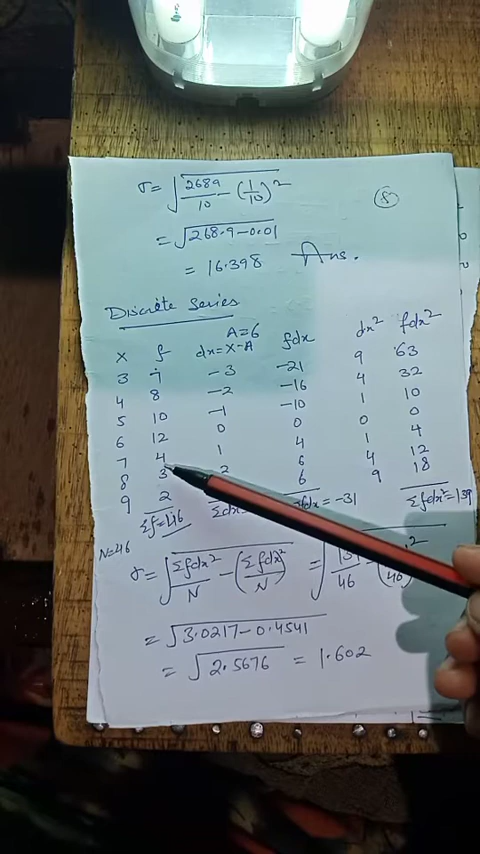 σ = √2689/10 − (1/10)²
(8)
= √268.9 − 0.01
= 16.398 Ans.
Discrete Series
A=6
X f dx=X-A fdx dx² fdx²
3 7 -3 -21 9 63
4 8 -2 -16 4 32
5 10 -1 -10 1 10
6 12 0 0 0 0
7 4 1 4 1 4
8 3 2 6 4 12
9 2 6 9 18
Σf=46 Σdx= fdx = -31 Σfdx²=139
N=46
σ = √Σfdx²/N − (Σfdx/N)² = √ /46
= √3.0217 − 0.4541
= √2.5676 = 1.602